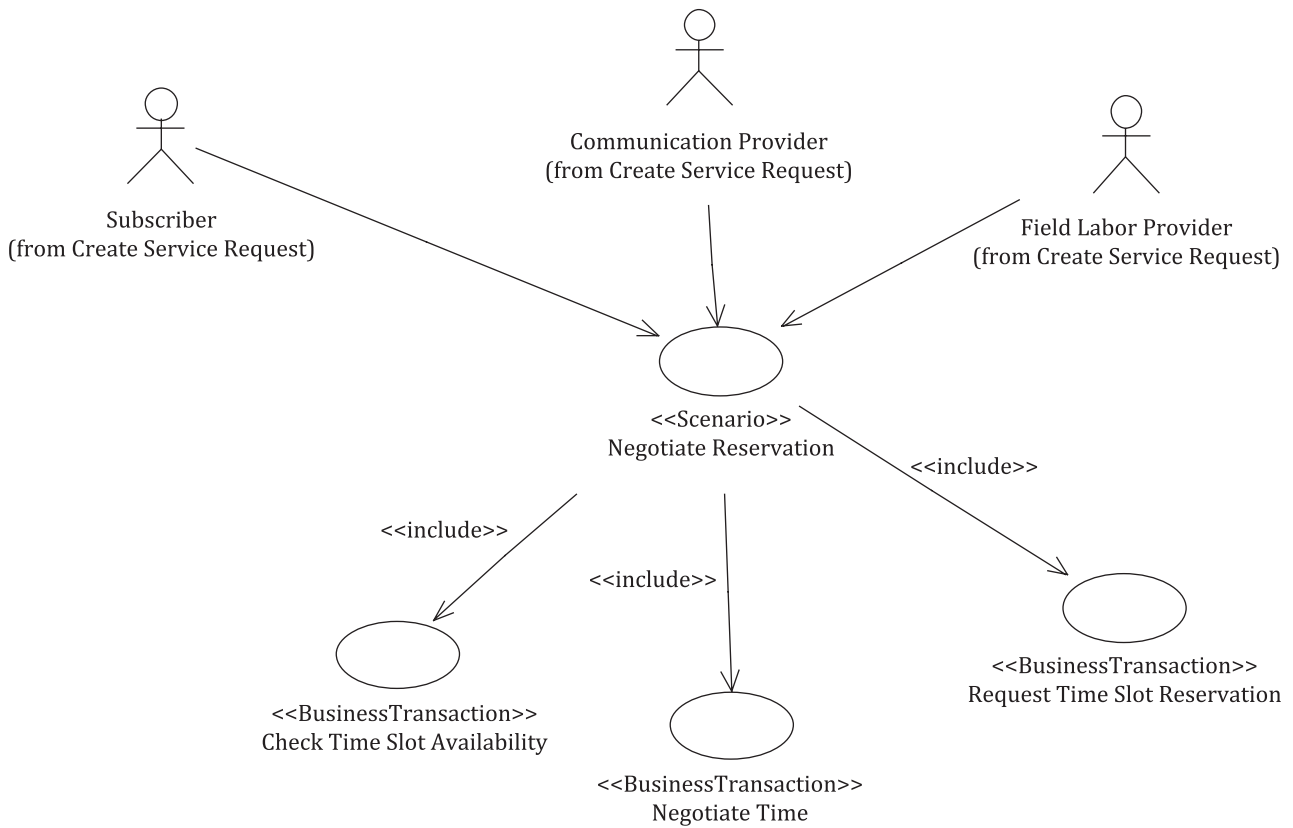 Communication Provider
(from Create Service Request)
Subscriber
(from Create Service Request)
Field Labor Provider
(from Create Service Request)
<<Scenario>>
Negotiate Reservation
<<include>>
<<include>>
<<include>>
<<BusinessTransaction>>
Request Time Slot Reservation
<<BusinessTransaction>>
Check Time Slot Availability
<<BusinessTransaction>>
Negotiate Time